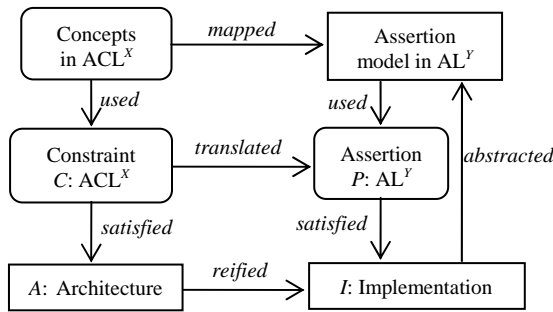 Concepts
in ACL^X
mapped
Assertion
model in AL^Y
used
used
Constraint
C: ACL^X
translated
Assertion
P: AL^Y
abstracted
satisfied
satisfied
A: Architecture
reified
I: Implementation